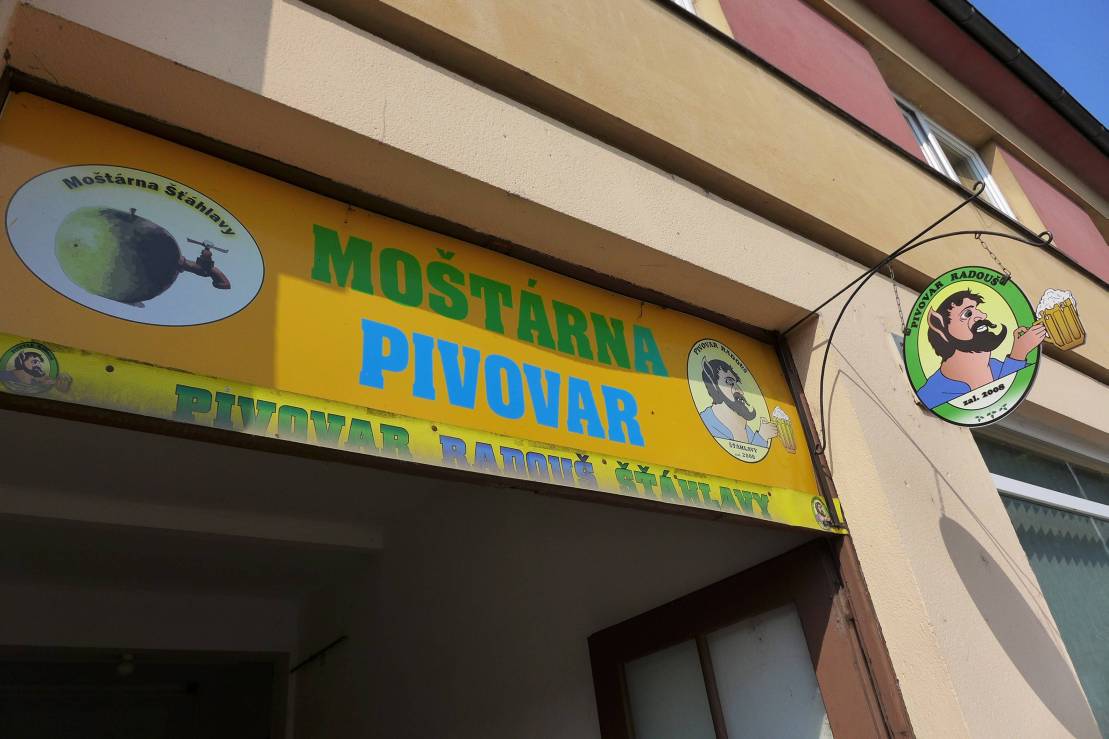 Moštárna Šťáhlavy
MOŠTÁRNA
PIVOVAR
PIVOVAR RADOUŠ
ŠŤÁHLAVY
zal. 2008
PIVOVAR RADOUŠ ŠŤÁHLAVY
PIVOVAR RADOUŠ
zal. 2008